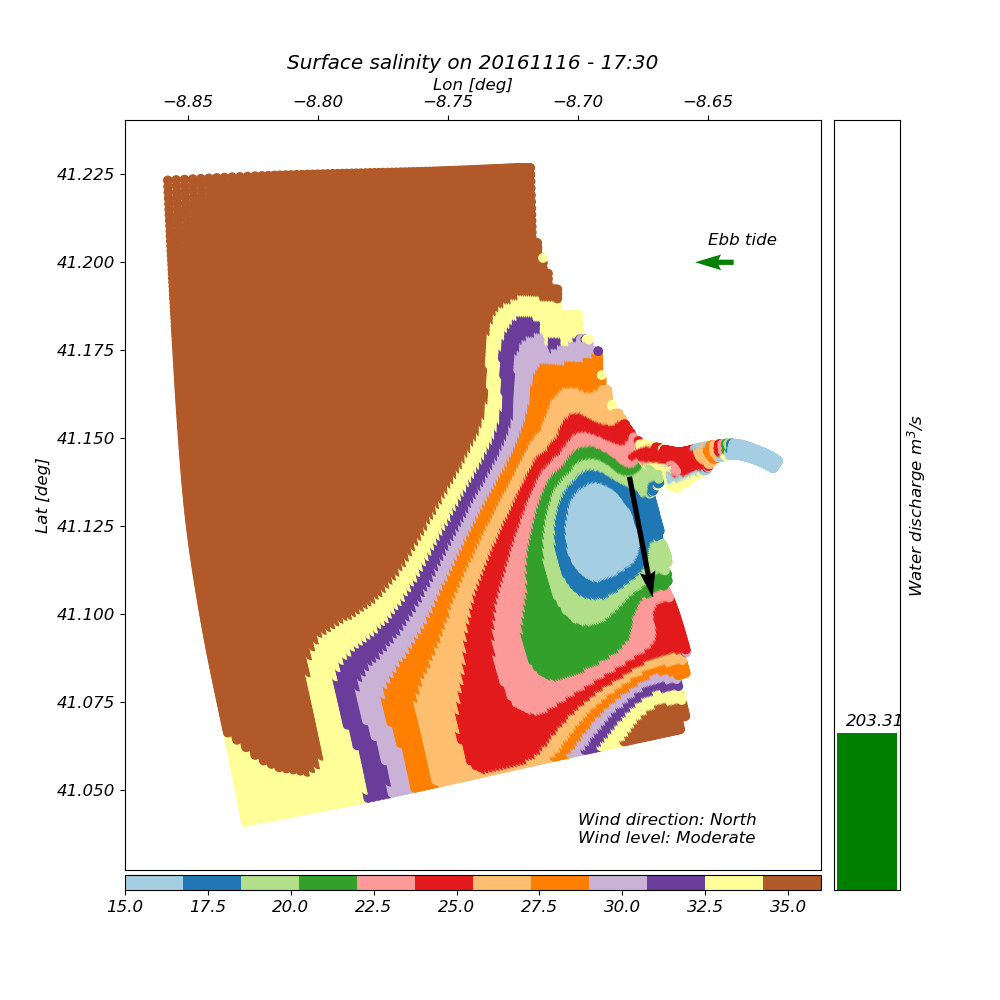 Surface salinity on 20161116 - 17:30
Lon [deg]
−8.85 −8.80 −8.75 −8.70 −8.65
41.225
41.200
41.175
41.150
41.125
41.100
41.075
41.050
Lat [deg]
Ebb tide
Wind direction: North
Wind level: Moderate
203.31
Water discharge m³/s
15.0 17.5 20.0 22.5 25.0 27.5 30.0 32.5 35.0